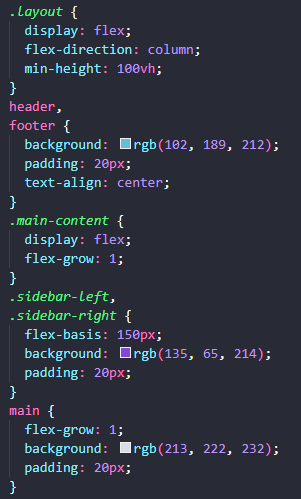 .layout {
  display: flex;
  flex-direction: column;
  min-height: 100vh;
}
header,
footer {
  background: rgb(102, 189, 212);
  padding: 20px;
  text-align: center;
}
.main-content {
  display: flex;
  flex-grow: 1;
}
.sidebar-left,
.sidebar-right {
  flex-basis: 150px;
  background: rgb(135, 65, 214);
  padding: 20px;
}
main {
  flex-grow: 1;
  background: rgb(213, 222, 232);
  padding: 20px;
}